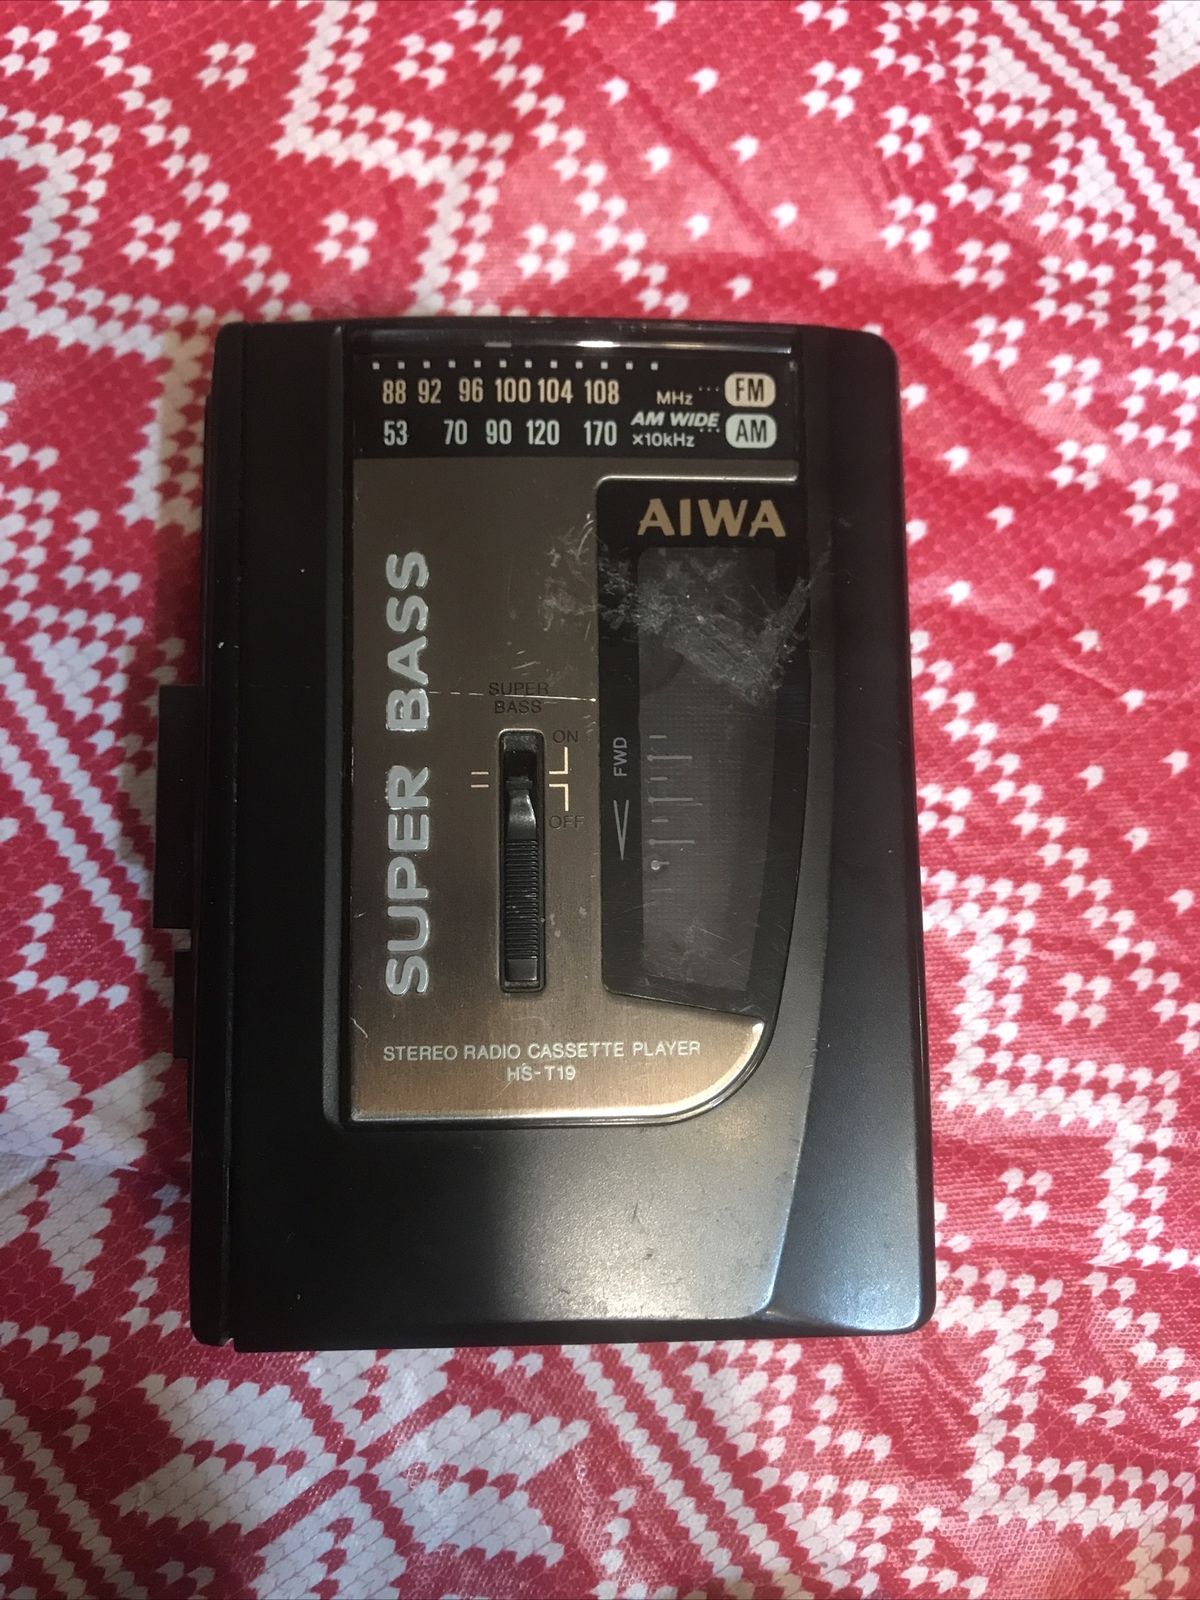 88 92 96 100 104 108 MHz FM
53 70 90 120 170 AM WIDE x10kHz AM
AIWA
SUPER BASS
SUPER
BASS
ON
OFF
FWD
STEREO RADIO CASSETTE PLAYER
HS-T19